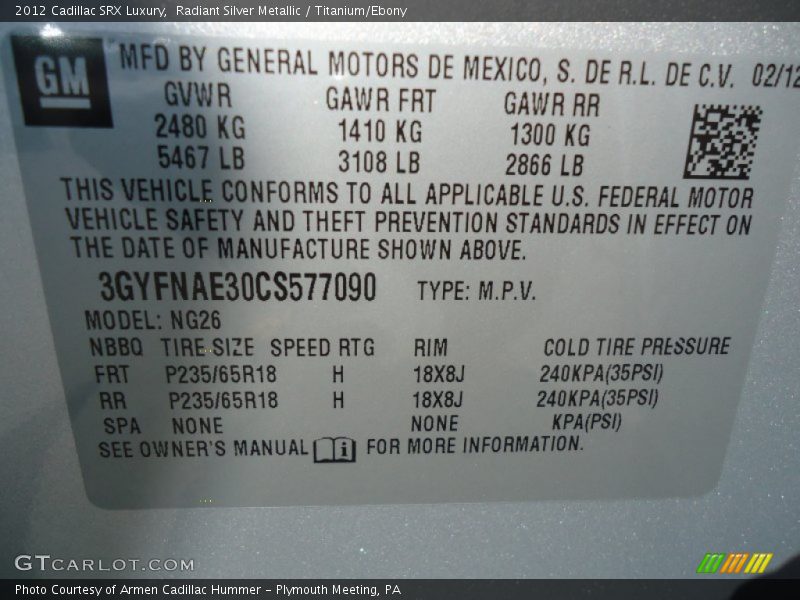 2012 Cadillac SRX Luxury,  Radiant Silver Metallic / Titanium/Ebony
GM
MFD BY GENERAL MOTORS DE MEXICO, S. DE R.L. DE C.V. 02/12
GVWR GAWR FRT GAWR RR
2480 KG 1410 KG 1300 KG
5467 LB 3108 LB 2866 LB
THIS VEHICLE CONFORMS TO ALL APPLICABLE U.S. FEDERAL MOTOR
VEHICLE SAFETY AND THEFT PREVENTION STANDARDS IN EFFECT ON
THE DATE OF MANUFACTURE SHOWN ABOVE.
3GYFNAE30CS577090 TYPE: M.P.V.
MODEL: NG26
NBBQ TIRE SIZE SPEED RTG RIM COLD TIRE PRESSURE
FRT P235/65R18 H 18X8J 240KPA(35PSI)
RR P235/65R18 H 18X8J 240KPA(35PSI)
SPA NONE NONE KPA(PSI)
SEE OWNER'S MANUAL i FOR MORE INFORMATION.
GTCARLOT.COM
Photo Courtesy of Armen Cadillac Hummer – Plymouth Meeting, PA